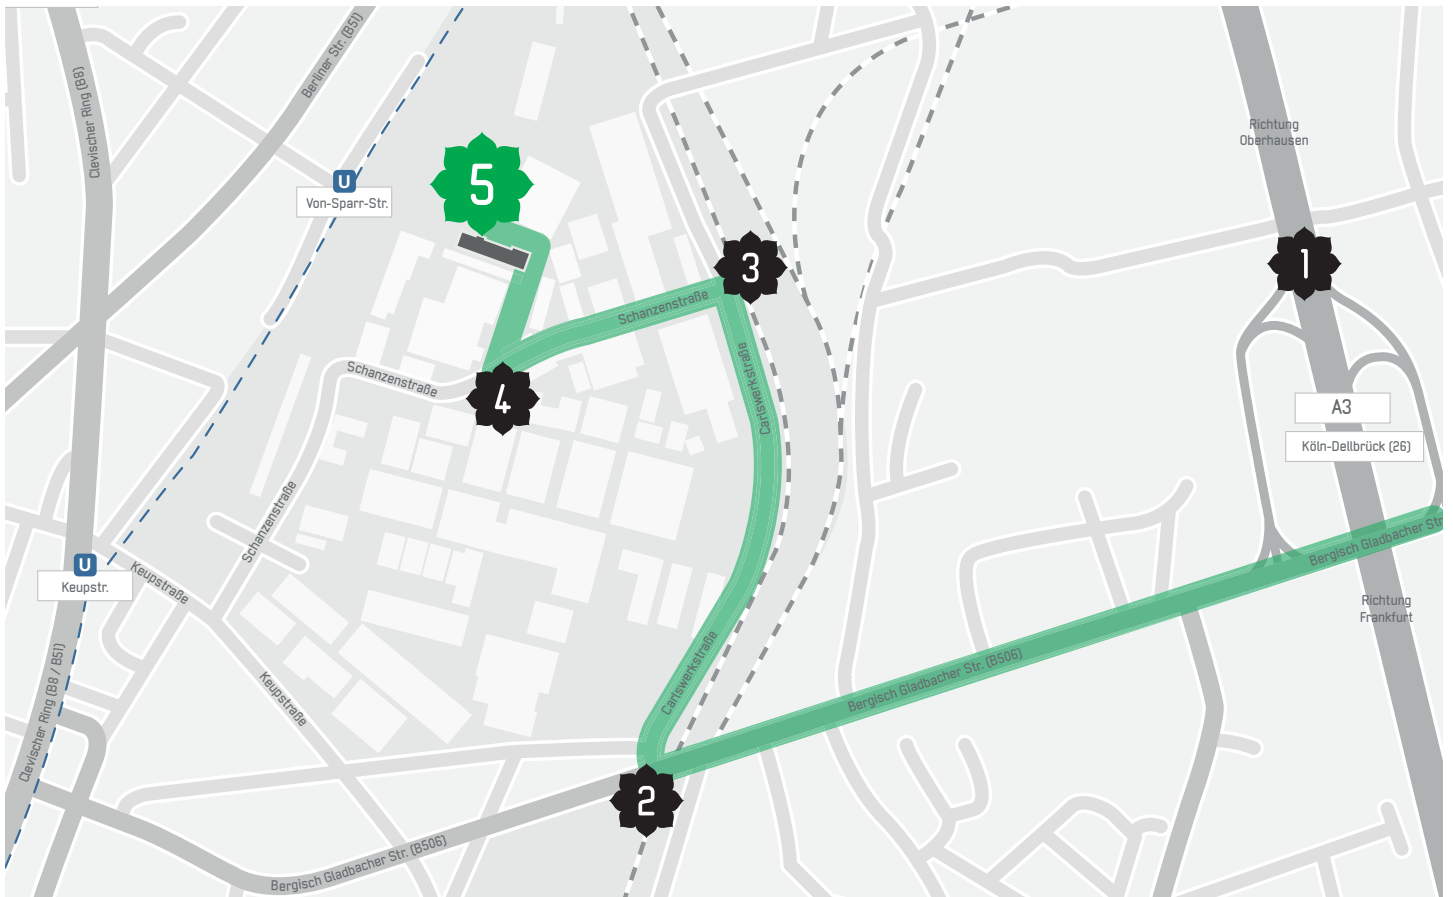 Clevischer Ring (B8)
Berliner Str. (B51)
U
Von-Sparr-Str.
5
Richtung
Oberhausen
3
1
Schanzenstraße
Schanzenstraße
Carlswerkstraße
4
A3
Köln-Dellbrück (26)
Schanzenstraße
Bergisch Gladbacher Str
U
Keupstr.
Keupstraße
Richtung
Frankfurt
Carlswerkstraße
Bergisch Gladbacher Str. (B506)
Clevischer Ring (B8 / B51)
Keupstraße
2
Bergisch Gladbacher Str. (B506)